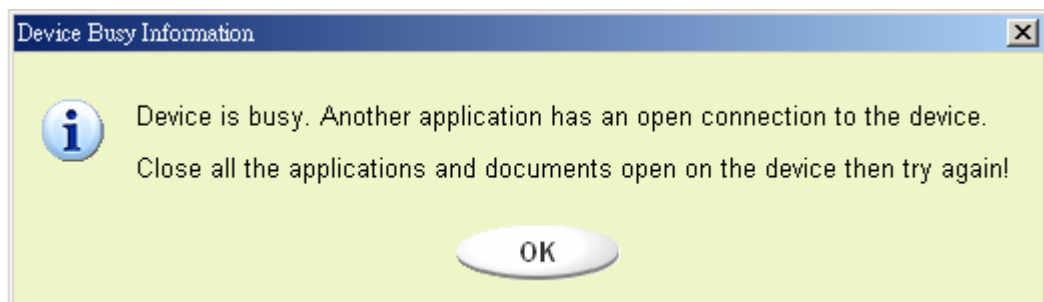 Device Busy Information
Device is busy. Another application has an open connection to the device.
Close all the applications and documents open on the device then try again!
OK